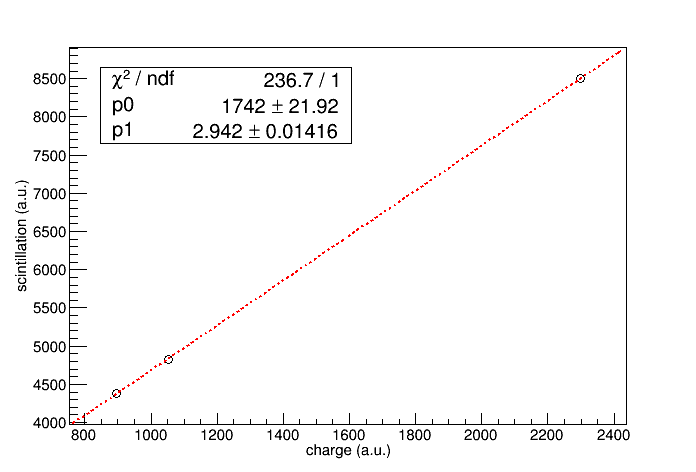 χ² / ndf 236.7 / 1
p0 1742 ± 21.92
p1 2.942 ± 0.01416
8500
8000
7500
7000
6500
6000
5500
5000
4500
4000
scintillation (a.u.)
800 1000 1200 1400 1600 1800 2000 2200 2400
charge (a.u.)